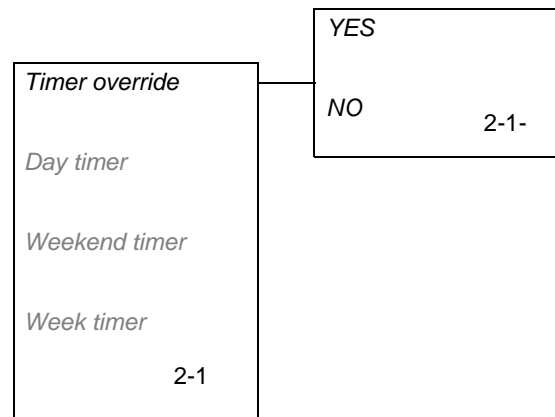 Timer override
Day timer
Weekend timer
Week timer
2-1
YES
NO
2-1-